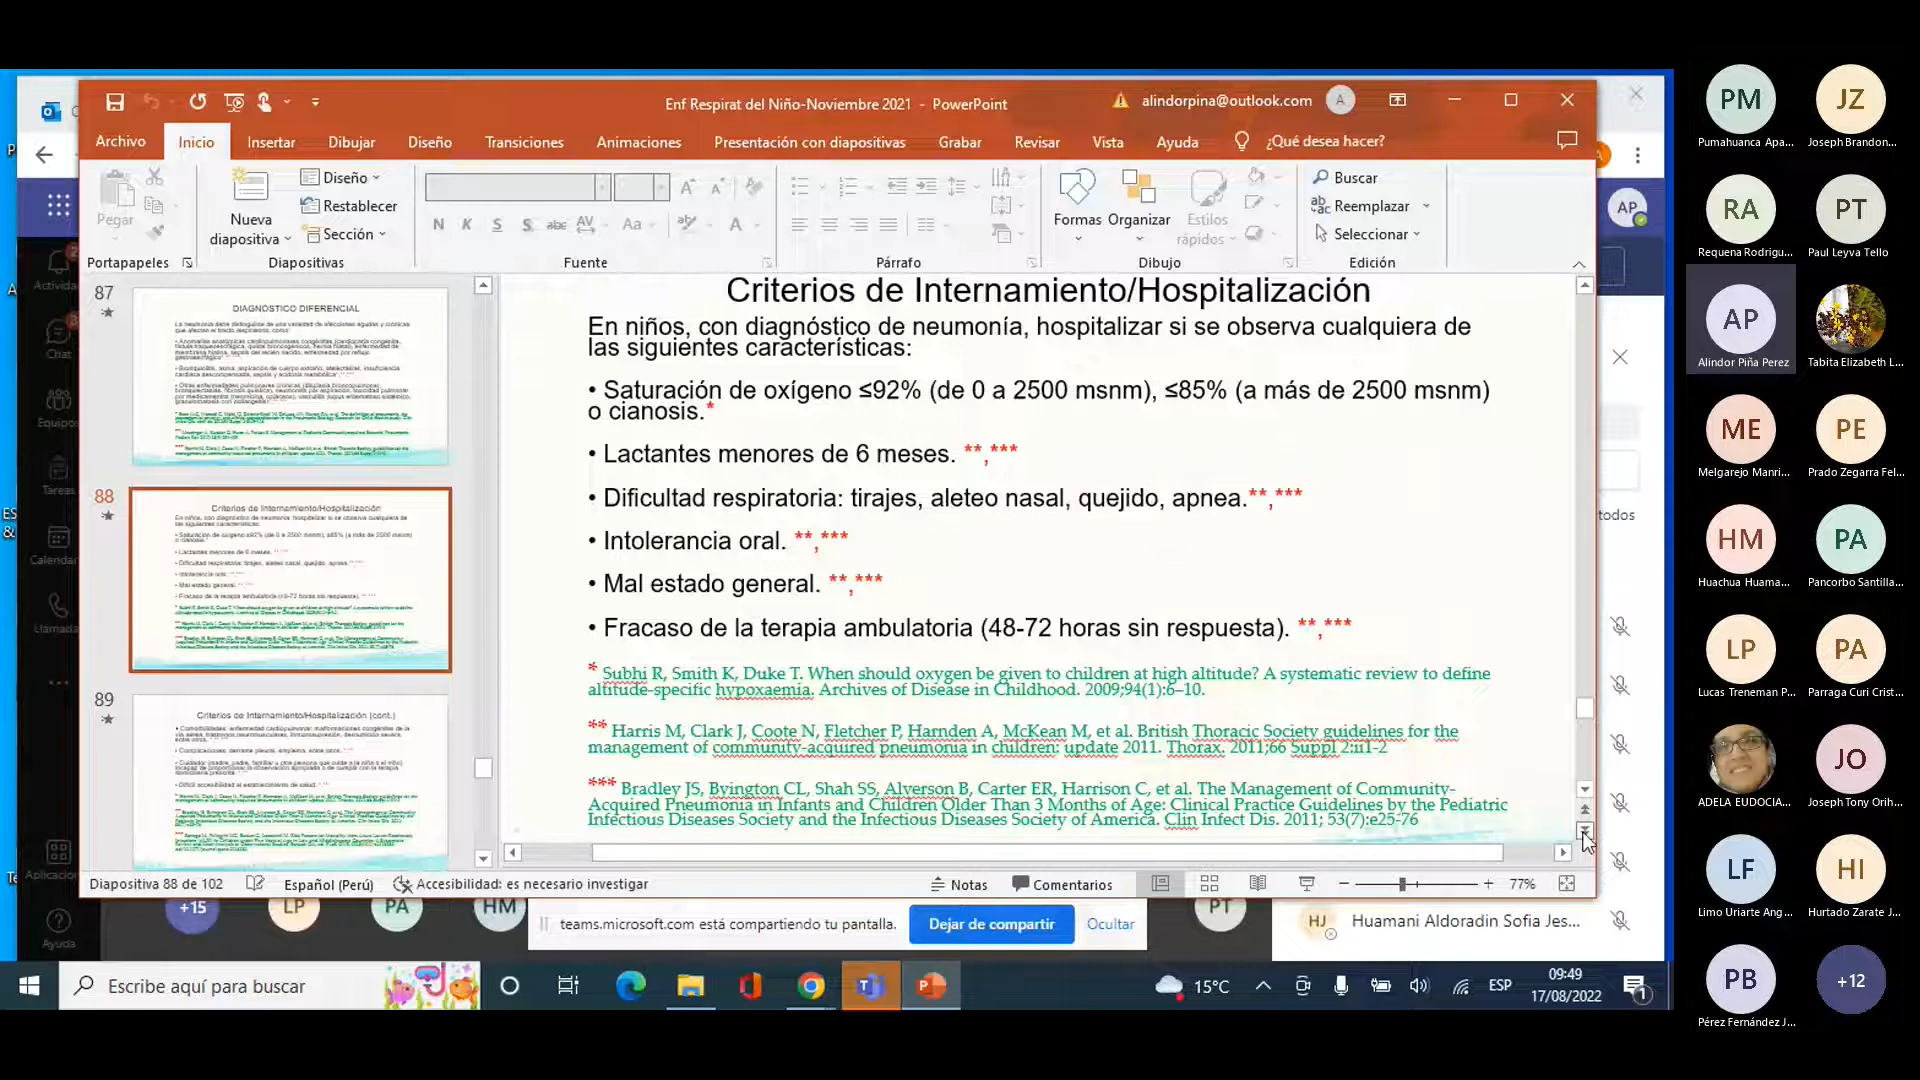 Enf Respirat del Niño-Noviembre 2021 - PowerPoint
alindorpina@outlook.com
A
Archivo
Inicio
Insertar
Dibujar
Diseño
Transiciones
Animaciones
Presentación con diapositivas
Grabar
Revisar
Vista
Ayuda
¿Qué desea hacer?
Pegar
Nueva
diapositiva
Diseño
Restablecer
Sección
N K S S abc AV Aa A
Formas
Organizar
Estilos
rápidos
Buscar
Reemplazar
Seleccionar
Portapapeles
Diapositivas
Fuente
Párrafo
Dibujo
Edición
87
DIAGNÓSTICO DIFERENCIAL
88
Criterios de Internamiento/Hospitalización
89
Criterios de Internamiento/Hospitalización (cont.)
Criterios de Internamiento/Hospitalización
En niños, con diagnóstico de neumonía, hospitalizar si se observa cualquiera de
las siguientes características:
• Saturación de oxígeno ≤92% (de 0 a 2500 msnm), ≤85% (a más de 2500 msnm)
o cianosis.*
• Lactantes menores de 6 meses. **,***
• Dificultad respiratoria: tirajes, aleteo nasal, quejido, apnea.**,***
• Intolerancia oral. **,***
• Mal estado general. **,***
• Fracaso de la terapia ambulatoria (48-72 horas sin respuesta). **,***
* Subhi R, Smith K, Duke T. When should oxygen be given to children at high altitude? A systematic review to define
altitude-specific hypoxaemia. Archives of Disease in Childhood. 2009;94(1):6–10.
** Harris M, Clark J, Coote N, Fletcher P, Harnden A, McKean M, et al. British Thoracic Society guidelines for the
management of community-acquired pneumonia in children: update 2011. Thorax. 2011;66 Suppl 2:ii1-2
*** Bradley JS, Byington CL, Shah SS, Alverson B, Carter ER, Harrison C, et al. The Management of Community-
Acquired Pneumonia in Infants and Children Older Than 3 Months of Age: Clinical Practice Guidelines by the Pediatric
Infectious Diseases Society and the Infectious Diseases Society of America. Clin Infect Dis. 2011; 53(7):e25-76
Diapositiva 88 de 102
Español (Perú)
Accesibilidad: es necesario investigar
Notas
Comentarios
77%
Chat
Tareas
Ayuda
AP
todos
+15
LP
PA
HM
PT
teams.microsoft.com está compartiendo tu pantalla.
Dejar de compartir
Ocultar
HJ
Huamani Aldoradin Sofia Jes...
Escribe aquí para buscar
15°C
ESP
09:49
17/08/2022
1
PM
Pumahuanca Apa...
JZ
Joseph Brandon...
RA
Requena Rodrigu...
PT
Paul Leyva Tello
AP
Alindor Piña Perez
Tabita Elizabeth L...
ME
Melgarejo Manri...
PE
Prado Zegarra Fel...
HM
Huachua Huama...
PA
Pancorbo Santilla...
LP
Lucas Treneman P...
PA
Parraga Curi Crist...
ADELA EUDOCIA...
JO
Joseph Tony Orih...
LF
Limo Uriarte Ang...
HI
Hurtado Zarate J...
PB
Pérez Fernández J...
+12